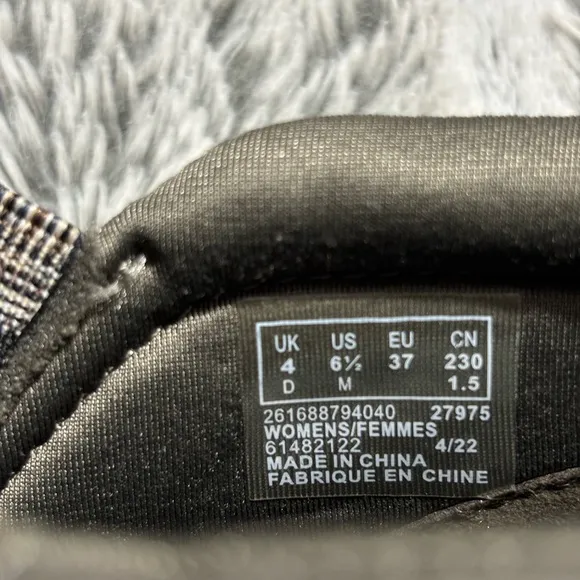 UK US EU CN
4 6½ 37 230
D M 1.5
261688794040 27975
WOMENS/FEMMES
61482122 4/22
MADE IN CHINA
FABRIQUE EN CHINE